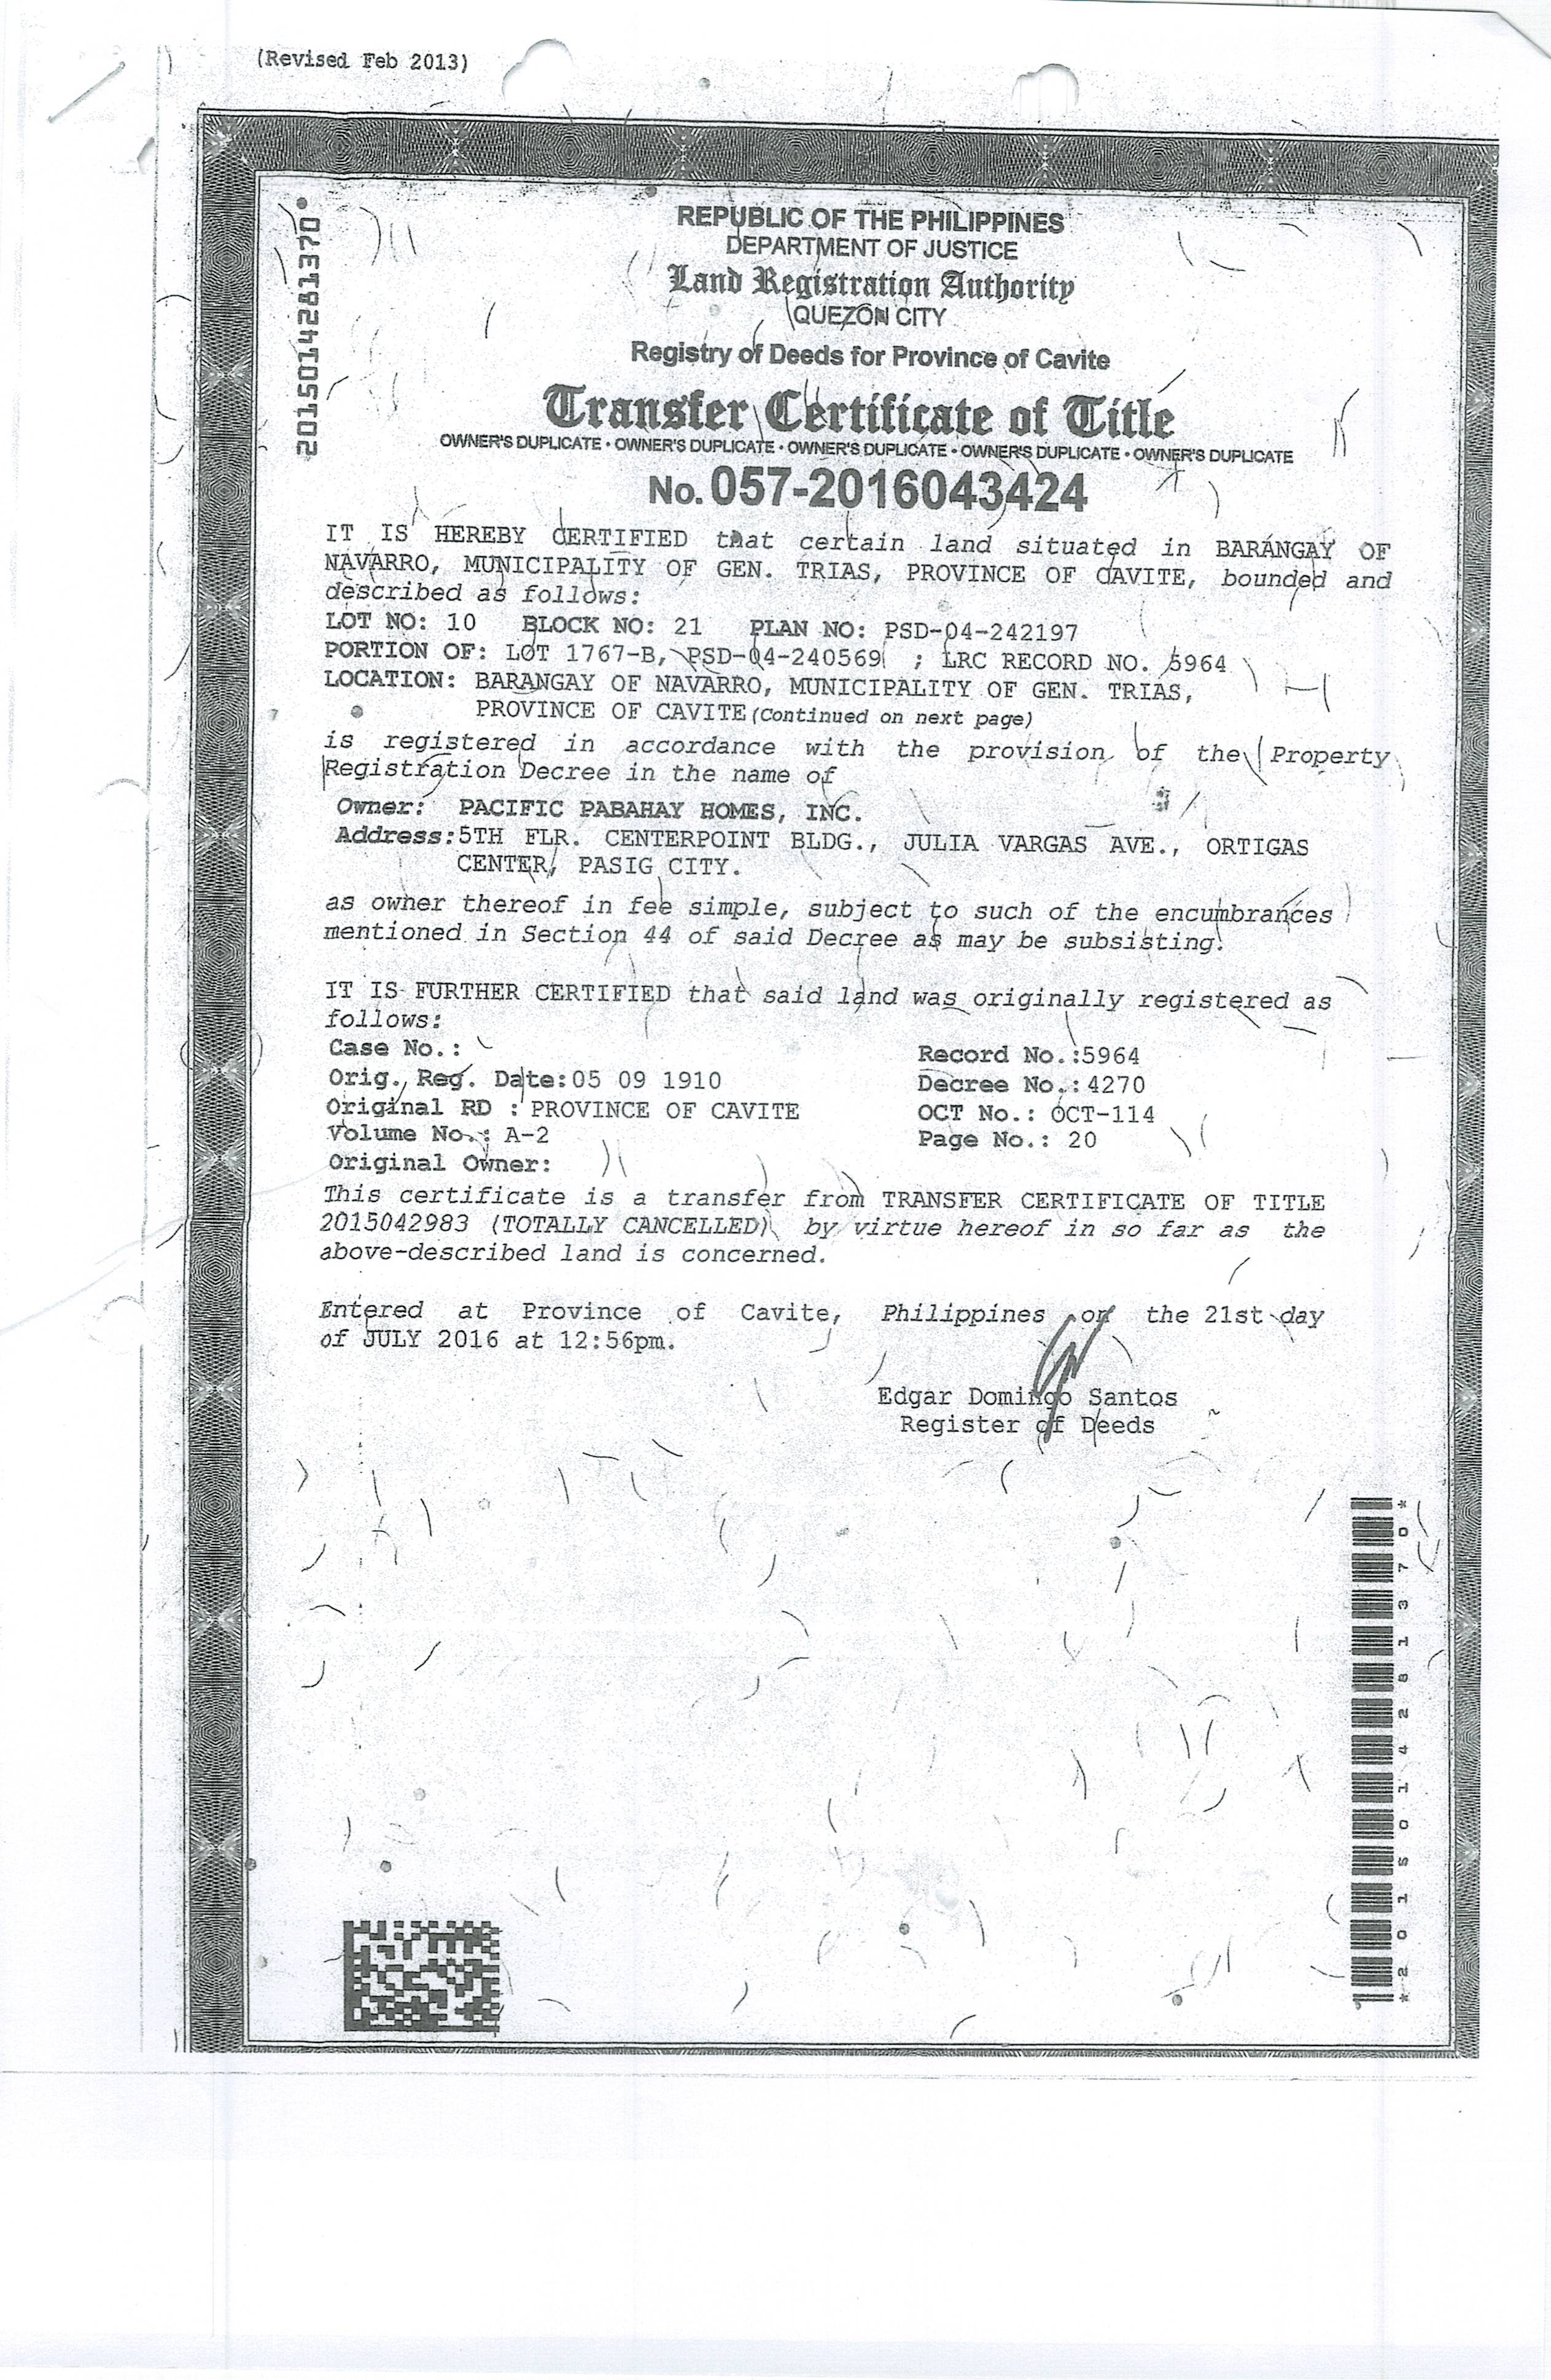 (Revised Feb 2013)
2015014281370
REPUBLIC OF THE PHILIPPINES
DEPARTMENT OF JUSTICE
Land Registration Authority
QUEZON CITY
Registry of Deeds for Province of Cavite
Transfer Certificate of Title
OWNER'S DUPLICATE • OWNER'S DUPLICATE • OWNER'S DUPLICATE • OWNER'S DUPLICATE • OWNER'S DUPLICATE
No. 057-2016043424
IT IS HEREBY CERTIFIED that certain land situated in BARANGAY OF
NAVARRO, MUNICIPALITY OF GEN. TRIAS, PROVINCE OF CAVITE, bounded and
described as follows:
LOT NO: 10 BLOCK NO: 21 PLAN NO: PSD-04-242197
PORTION OF: LOT 1767-B, PSD-04-240569 ; LRC RECORD NO. 5964
LOCATION: BARANGAY OF NAVARRO, MUNICIPALITY OF GEN. TRIAS,
PROVINCE OF CAVITE (Continued on next page)
is registered in accordance with the provision of the Property
Registration Decree in the name of
Owner: PACIFIC PABAHAY HOMES, INC.
Address: 5TH FLR. CENTERPOINT BLDG., JULIA VARGAS AVE., ORTIGAS
CENTER, PASIG CITY.
as owner thereof in fee simple, subject to such of the encumbrances
mentioned in Section 44 of said Decree as may be subsisting.
IT IS FURTHER CERTIFIED that said land was originally registered as
follows:
Case No.: Record No.:5964
Orig. Reg. Date:05 09 1910 Decree No.:4270
Original RD : PROVINCE OF CAVITE OCT No.: OCT-114
Volume No.: A-2 Page No.: 20
Original Owner:
This certificate is a transfer from TRANSFER CERTIFICATE OF TITLE
2015042983 (TOTALLY CANCELLED) by virtue hereof in so far as the
above-described land is concerned.
Entered at Province of Cavite, Philippines on the 21st day
of JULY 2016 at 12:56pm.
Edgar Domingo Santos
Register of Deeds
*2015014281370*